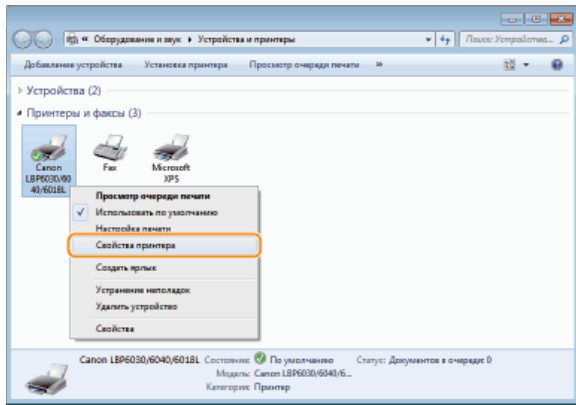 « Оборудование и звук ▸ Устройства и принтеры
Поиск: Устройства...
Добавление устройства Установка принтера Просмотр очереди печати »
Устройства (2)
Принтеры и факсы (3)
Canon LBP6030/6040/6018L
Fax
Microsoft XPS
Просмотр очереди печати
Использовать по умолчанию
Настройка печати
Свойства принтера
Создать ярлык
Устранение неполадок
Удалить устройство
Свойства
Canon LBP6030/6040/6018L Состояние: По умолчанию Статус: Документов в очереди: 0
Модель: Canon LBP6030/6040/6...
Категория: Принтер